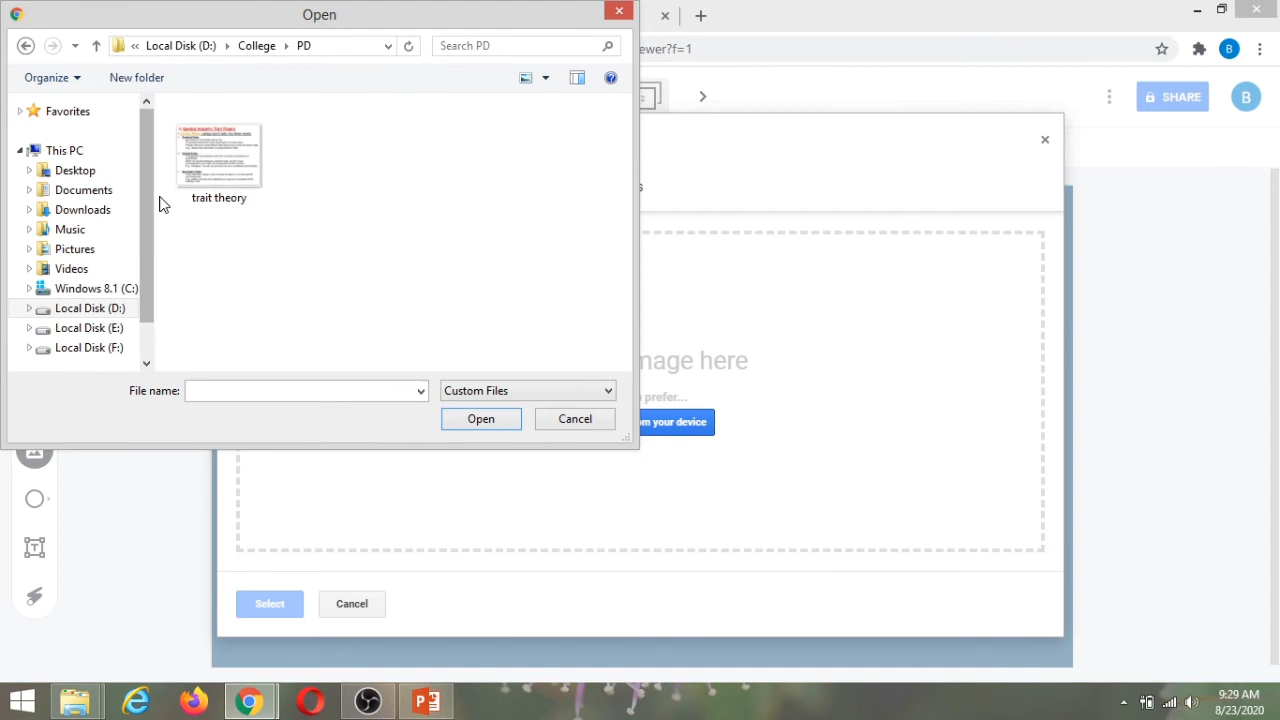 Open
« Local Disk (D:) College PD
Search PD
ewer?f=1
B
Organize
New folder
SHARE
B
Favorites
This PC
Desktop
Documents
Downloads
Music
Pictures
Videos
Windows 8.1 (C:)
Local Disk (D:)
Local Disk (E:)
Local Disk (F:)
trait theory
s
mage here
prefer...
om your device
File name:
Custom Files
Open
Cancel
Select
Cancel
9:29 AM
8/23/2020